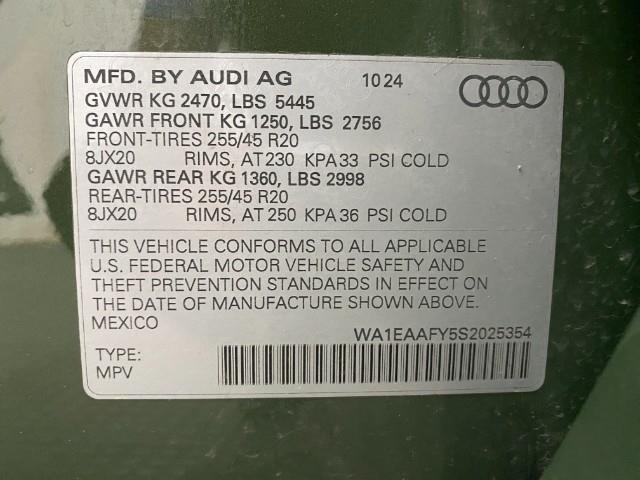 MFD. BY AUDI AG 10 24
GVWR KG 2470, LBS 5445
GAWR FRONT KG 1250, LBS 2756
FRONT-TIRES 255/45 R20
8JX20 RIMS, AT 230 KPA 33 PSI COLD
GAWR REAR KG 1360, LBS 2998
REAR-TIRES 255/45 R20
8JX20 RIMS, AT 250 KPA 36 PSI COLD
THIS VEHICLE CONFORMS TO ALL APPLICABLE
U.S. FEDERAL MOTOR VEHICLE SAFETY AND
THEFT PREVENTION STANDARDS IN EFFECT ON
THE DATE OF MANUFACTURE SHOWN ABOVE.
MEXICO
WA1EAAFY5S2025354
TYPE:
MPV